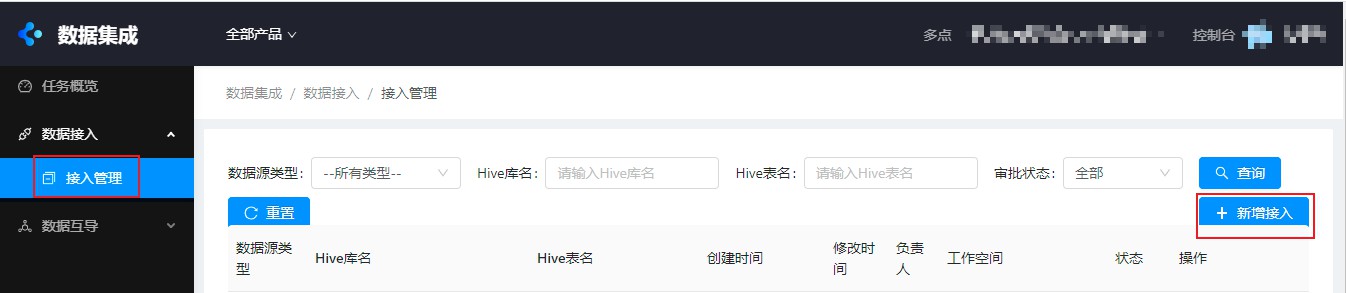 数据集成 全部产品 多点 控制台
任务概览
数据接入
接入管理
数据互导
数据集成 / 数据接入 / 接入管理
数据源类型: --所有类型-- Hive库名: 请输入Hive库名 Hive表名: 请输入Hive表名 审批状态: 全部 查询
重置 新增接入
数据源类型 Hive库名 Hive表名 创建时间 修改时间 负责人 工作空间 状态 操作